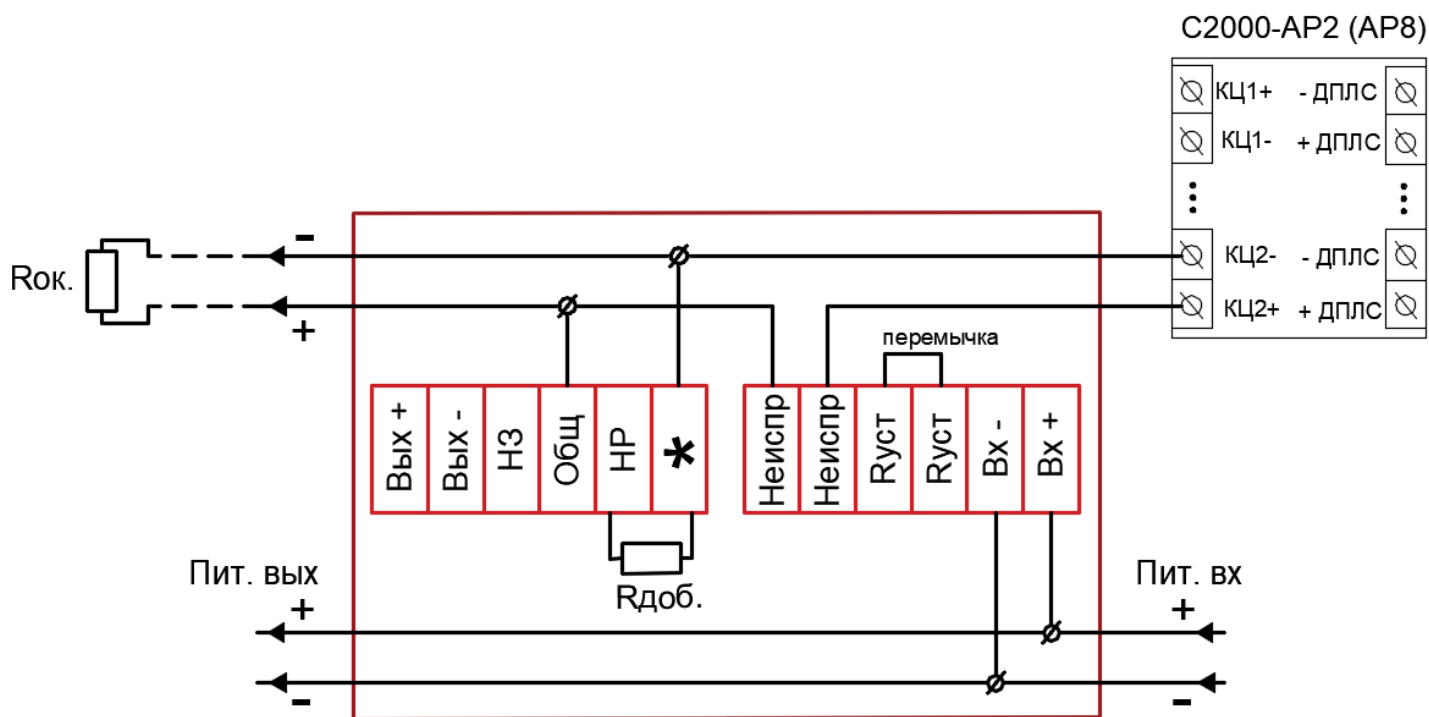 С2000-АР2 (АР8)
КЦ1+ - ДПЛС
КЦ1- + ДПЛС
КЦ2- - ДПЛС
КЦ2+ + ДПЛС
-
Rок.
+
перемычка
Вых +
Вых -
НЗ
Общ
НР
*
Неиспр
Неиспр
Rуст
Rуст
Вх -
Вх +
Rдоб.
Пит. вых
+
-
Пит. вх
+
-